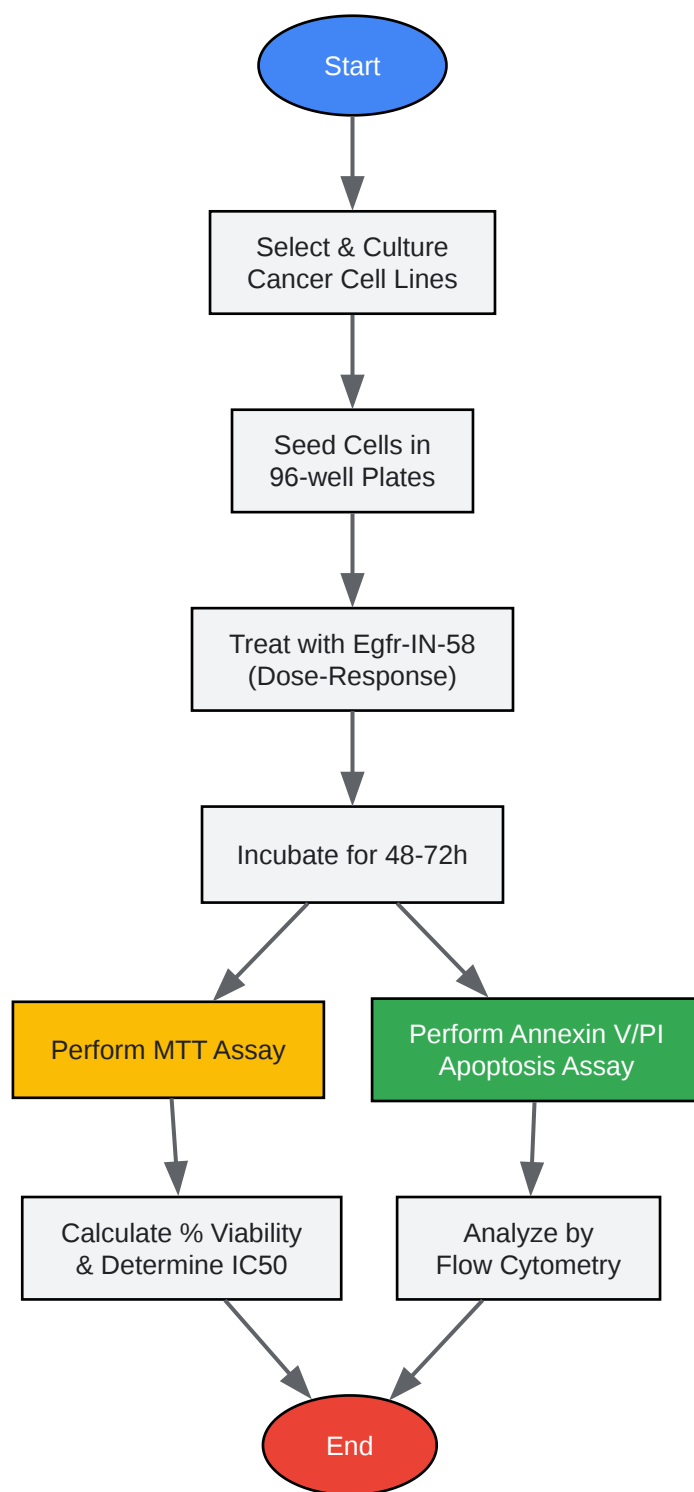 Start
Select & Culture
Cancer Cell Lines
Seed Cells in
96-well Plates
Treat with Egfr-IN-58
(Dose-Response)
Incubate for 48-72h
Perform MTT Assay
Perform Annexin V/PI
Apoptosis Assay
Calculate % Viability
& Determine IC50
Analyze by
Flow Cytometry
End